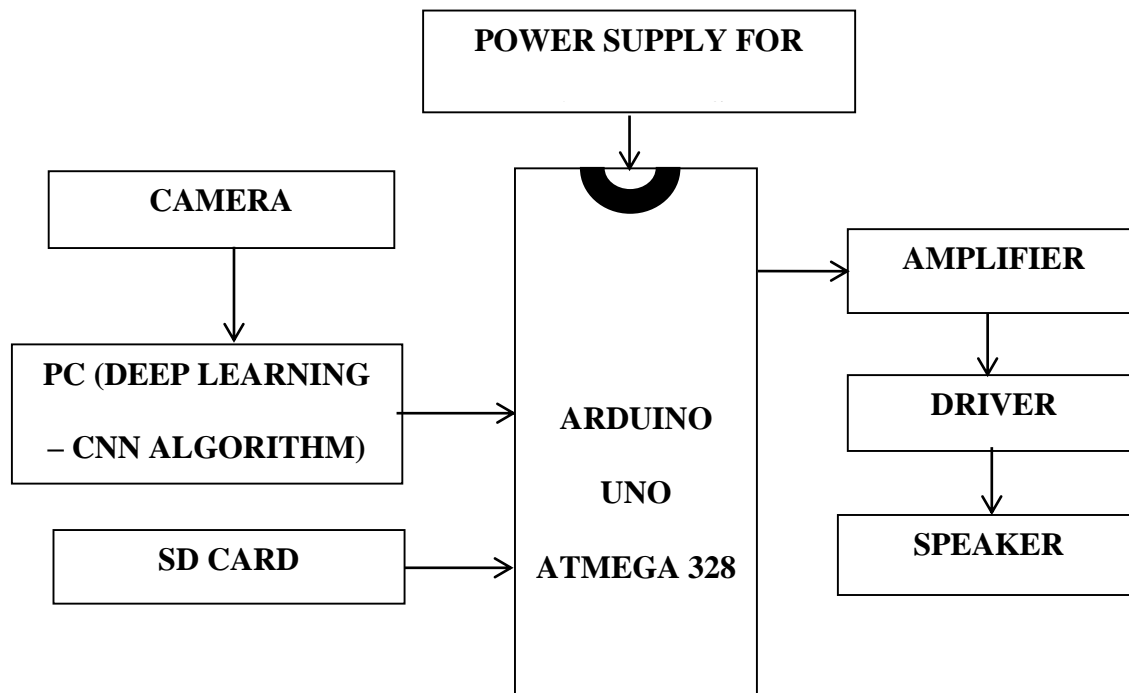 POWER SUPPLY FOR
CAMERA
PC (DEEP LEARNING
– CNN ALGORITHM)
SD CARD
ARDUINO
UNO
ATMEGA 328
AMPLIFIER
DRIVER
SPEAKER